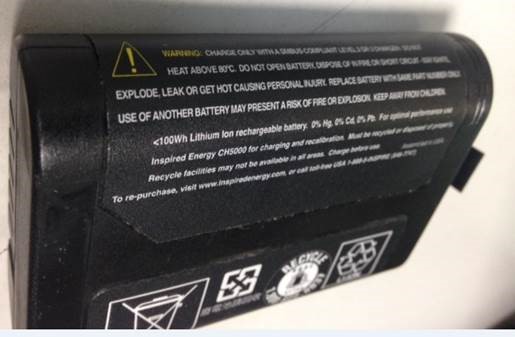 WARNING: CHARGE ONLY WITH A SMBUS COMPLIANT LEVEL 2 OR 3 CHARGER. DO NOT
HEAT ABOVE 80°C. DO NOT OPEN BATTERY, DISPOSE OF IN FIRE OR SHORT CIRCUIT - MAY IGNITE,
EXPLODE, LEAK OR GET HOT CAUSING PERSONAL INJURY. REPLACE BATTERY WITH SAME PART NUMBER ONLY
USE OF ANOTHER BATTERY MAY PRESENT A RISK OF FIRE OR EXPLOSION. KEEP AWAY FROM CHILDREN.
<100Wh Lithium Ion rechargeable battery. 0% Hg, 0% Cd, 0% Pb. For optimal performance use
Inspired Energy CH5000 for charging and recalibration. Must be recycled or disposed of properly.
Recycle facilities may not be available in all areas. Charge before use
To re-purchase, visit www.inspiredenergy.com, or call toll-free USA 1-888-5-INSPIRE
RECYCLE